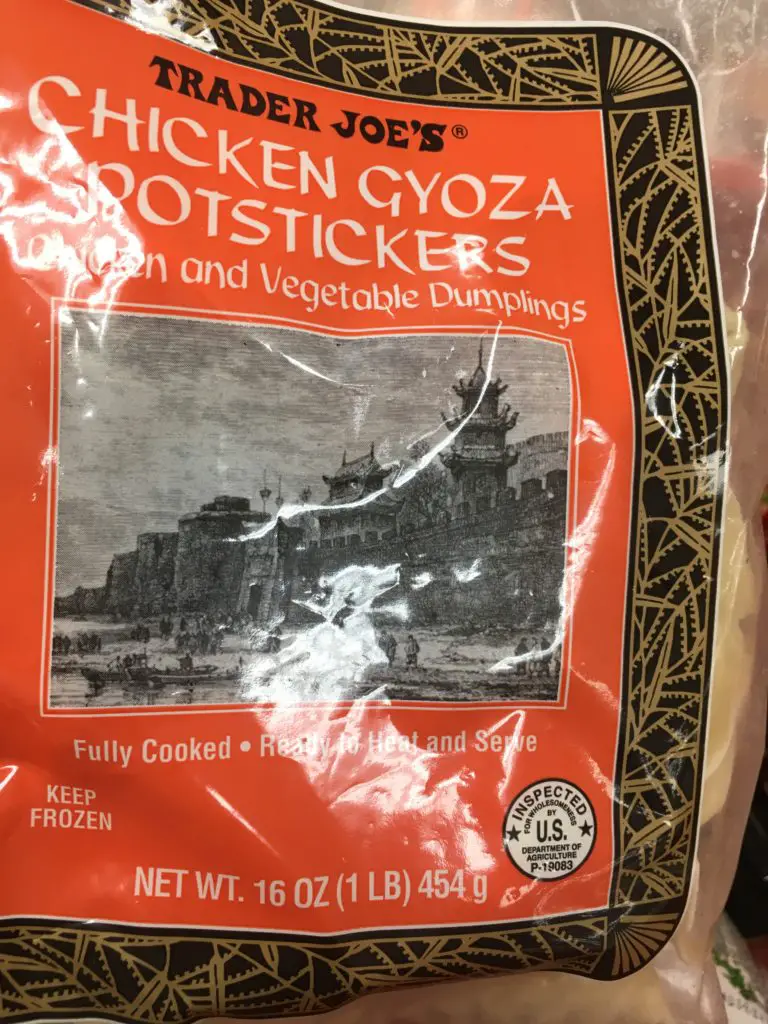 TRADER JOE'S®
CHICKEN GYOZA
POTSTICKERS
Chicken and Vegetable Dumplings
Fully Cooked • Ready to Heat and Serve
KEEP
FROZEN
INSPECTED
FOR WHOLESOMENESS
BY
U.S.
DEPARTMENT OF
AGRICULTURE
P-19083
NET WT. 16 OZ (1 LB) 454 g